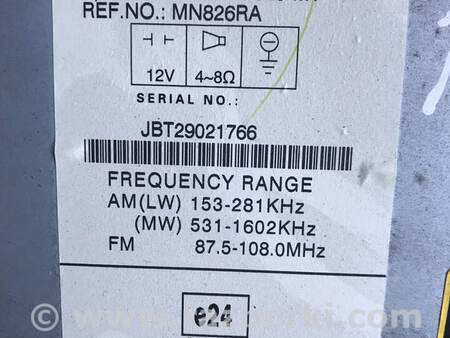 REF.NO.: MN826RA
12V 4~8Ω
SERIAL NO.:
JBT29021766
FREQUENCY RANGE
AM(LW) 153-281KHz
(MW) 531-1602KHz
FM 87.5-108.0MHz
e24